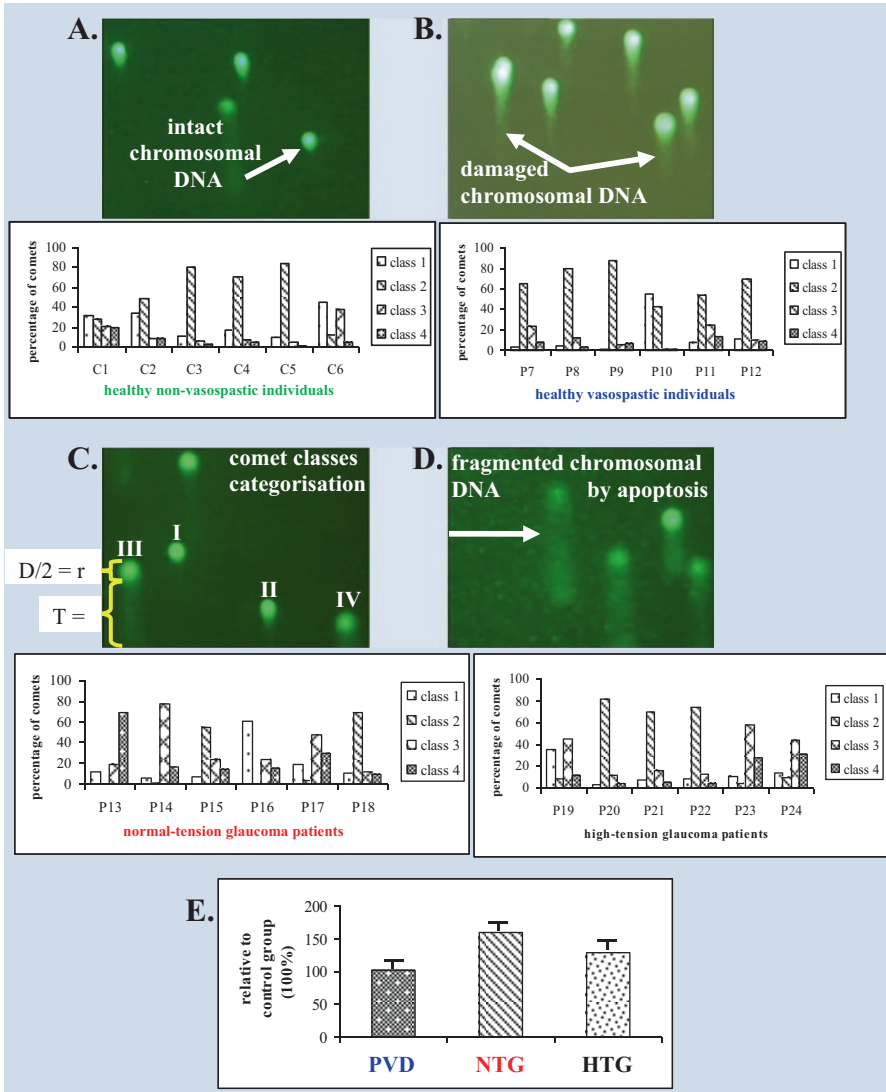 A.
intact
chromosomal
DNA
B.
damaged
chromosomal DNA
percentage of comets
100
80
60
40
20
0
C1 C2 C3 C4 C5 C6
healthy non-vasospastic individuals
class 1
class 2
class 3
class 4
percentage of comets
100
80
60
40
20
0
P7 P8 P9 P10 P11 P12
healthy vasospastic individuals
class 1
class 2
class 3
class 4
C.
comet classes
categorisation
III
I
II
IV
D/2 = r
T =
D.
fragmented chromosomal
DNA by apoptosis
percentage of comets
100
80
60
40
20
0
P13 P14 P15 P16 P17 P18
normal-tension glaucoma patients
class 1
class 2
class 3
class 4
percentage of comets
100
80
60
40
20
0
P19 P20 P21 P22 P23 P24
high-tension glaucoma patients
class 1
class 2
class 3
class 4
E.
relative to
control group
(100%)
200
150
100
50
0
PVD NTG HTG